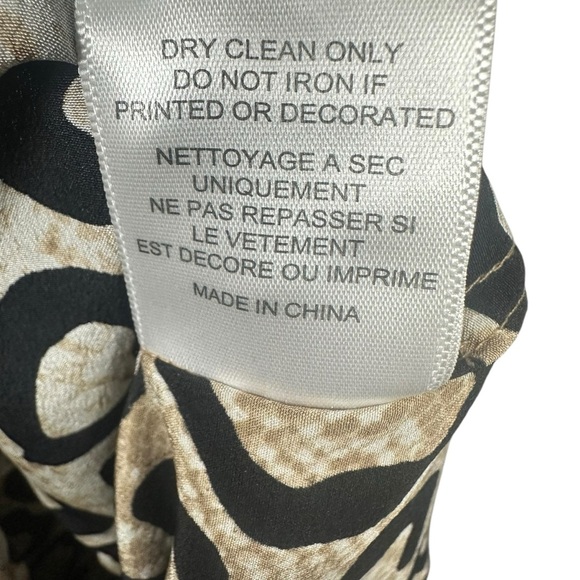 DRY CLEAN ONLY
DO NOT IRON IF
PRINTED OR DECORATED
NETTOYAGE A SEC
UNIQUEMENT
NE PAS REPASSER SI
LE VETEMENT
EST DECORE OU IMPRIME
MADE IN CHINA